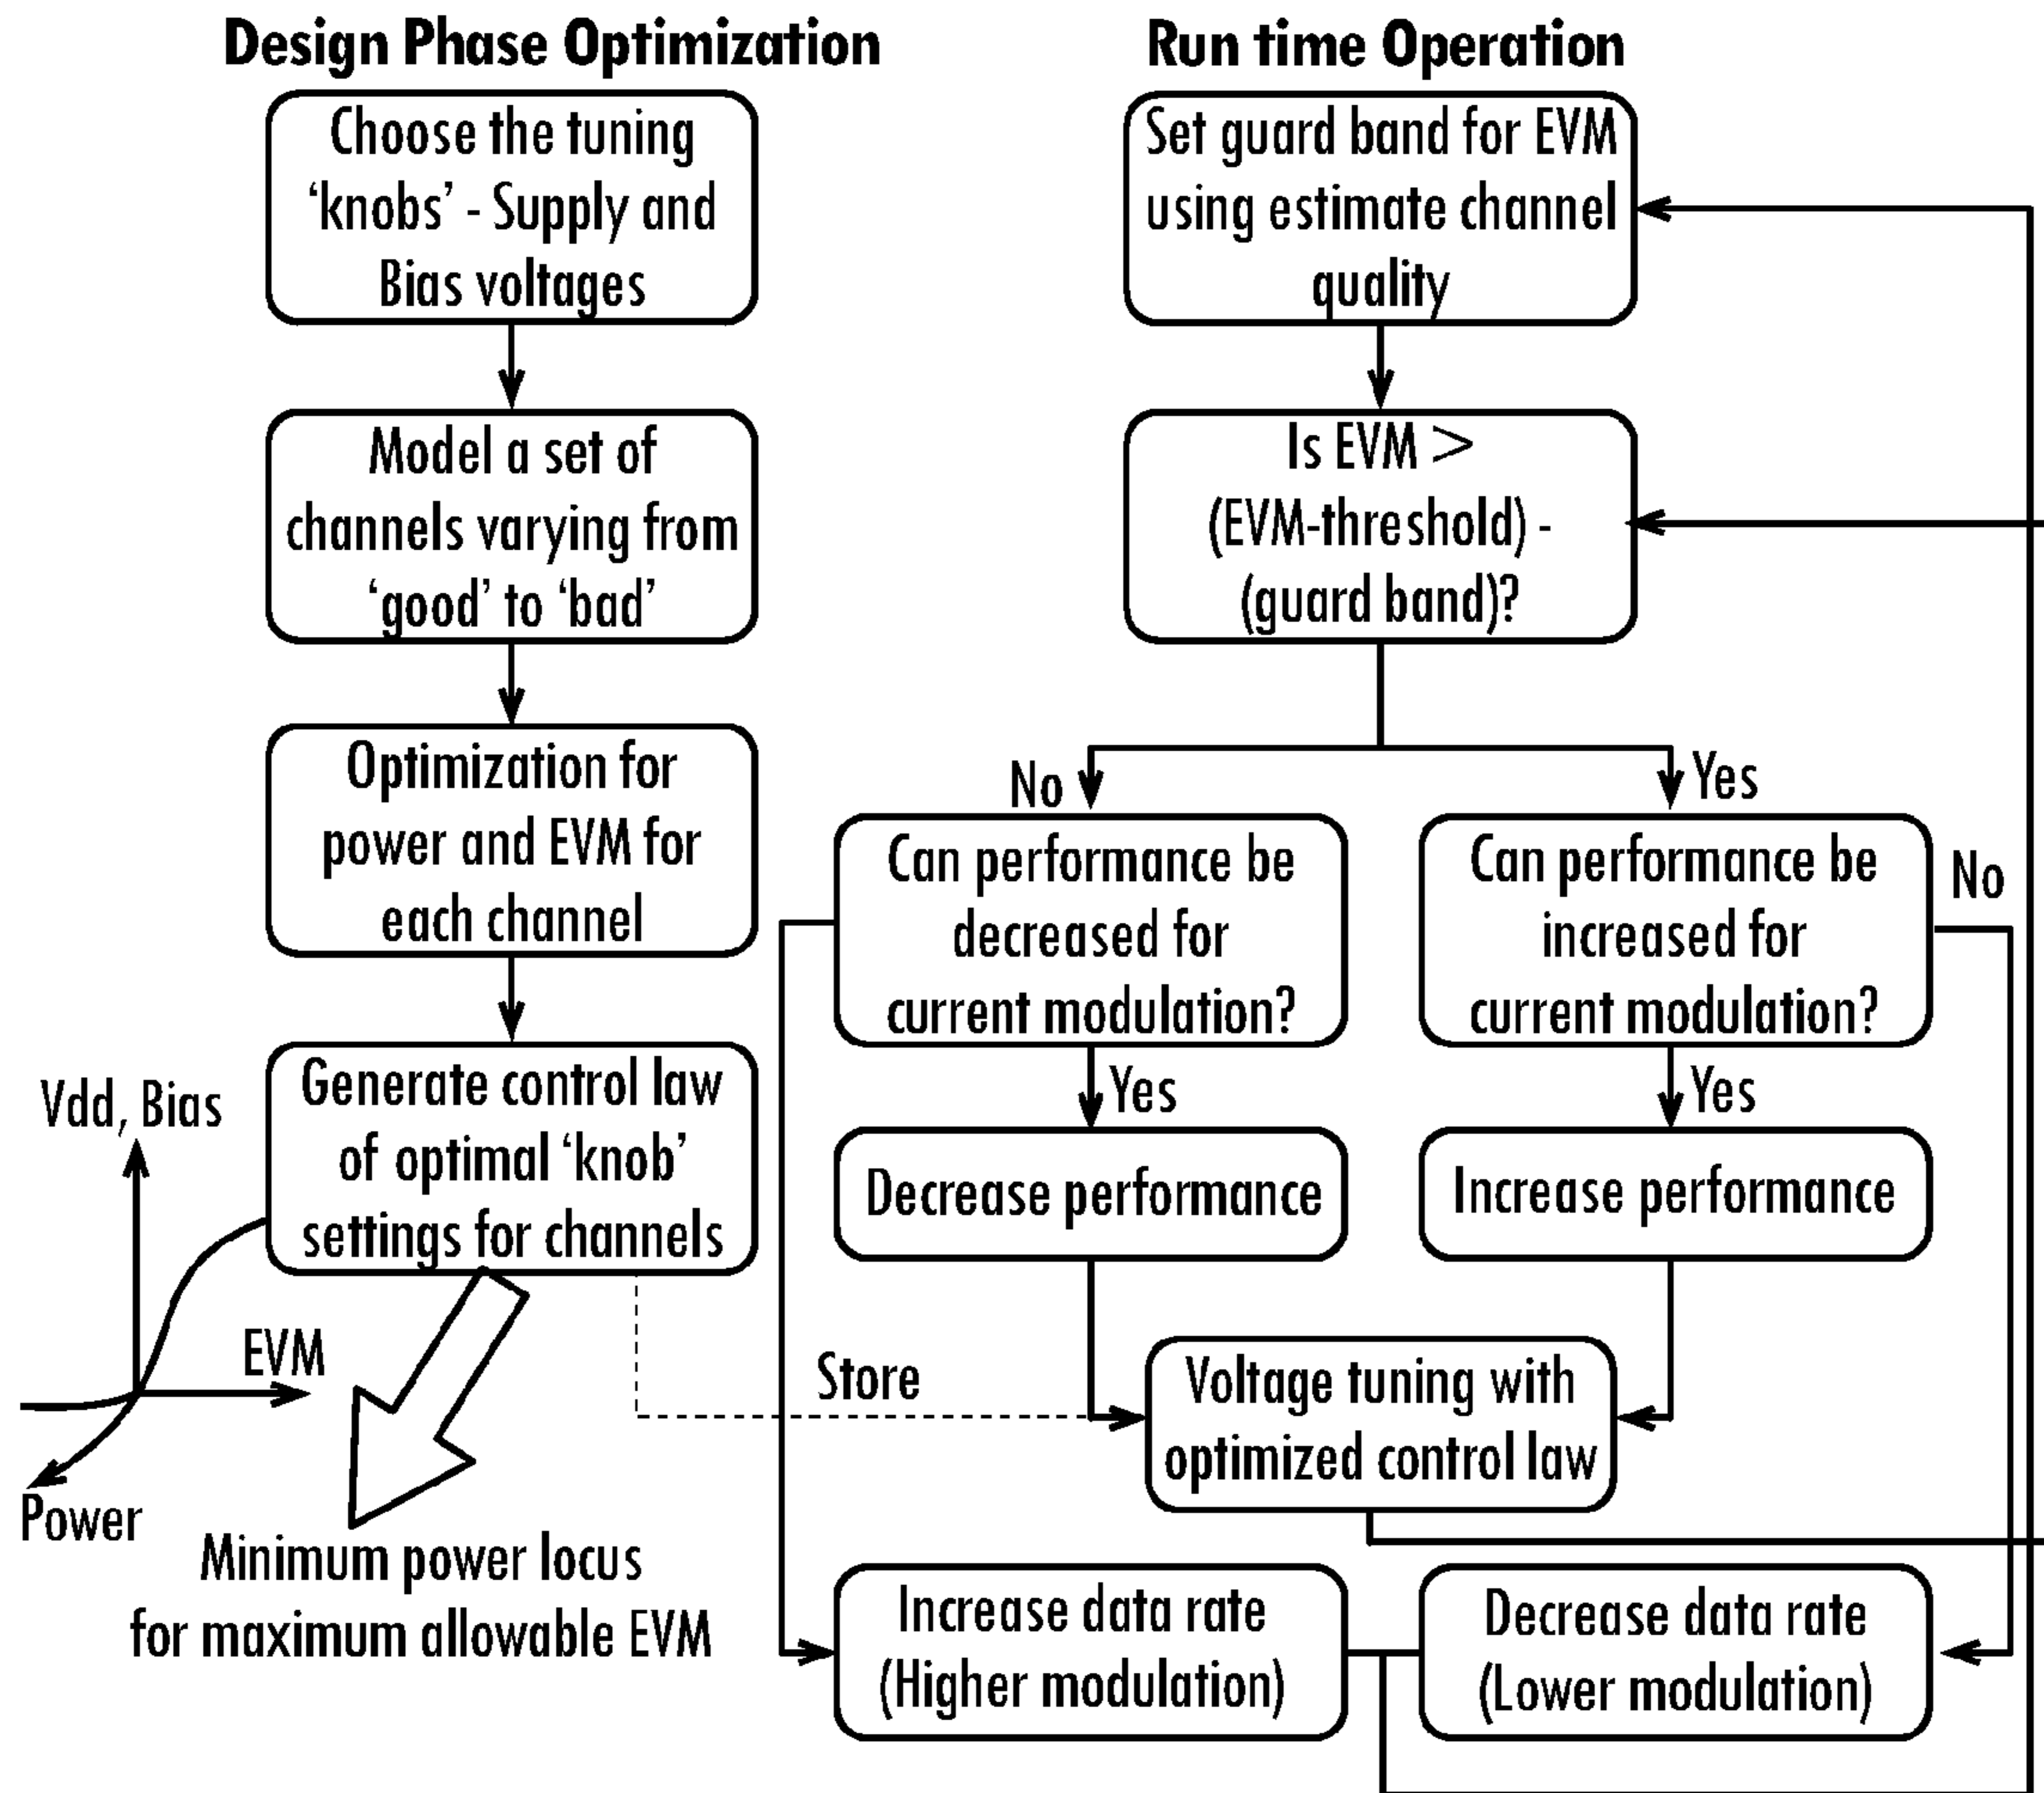 Design Phase Optimization
Choose the tuning
‘knobs’ - Supply and
Bias voltages
Model a set of
channels varying from
‘good’ to ‘bad’
Optimization for
power and EVM for
each channel
Generate control law
of optimal ‘knob’
settings for channels
Vdd, Bias
EVM
Power
Minimum power locus
for maximum allowable EVM
Store
Run time Operation
Set guard band for EVM
using estimate channel
quality
Is EVM >
(EVM-threshold) -
(guard band)?
No
Yes
Can performance be
decreased for
current modulation?
Can performance be
increased for
current modulation?
No
Yes
Yes
Decrease performance
Increase performance
Voltage tuning with
optimized control law
Increase data rate
(Higher modulation)
Decrease data rate
(Lower modulation)